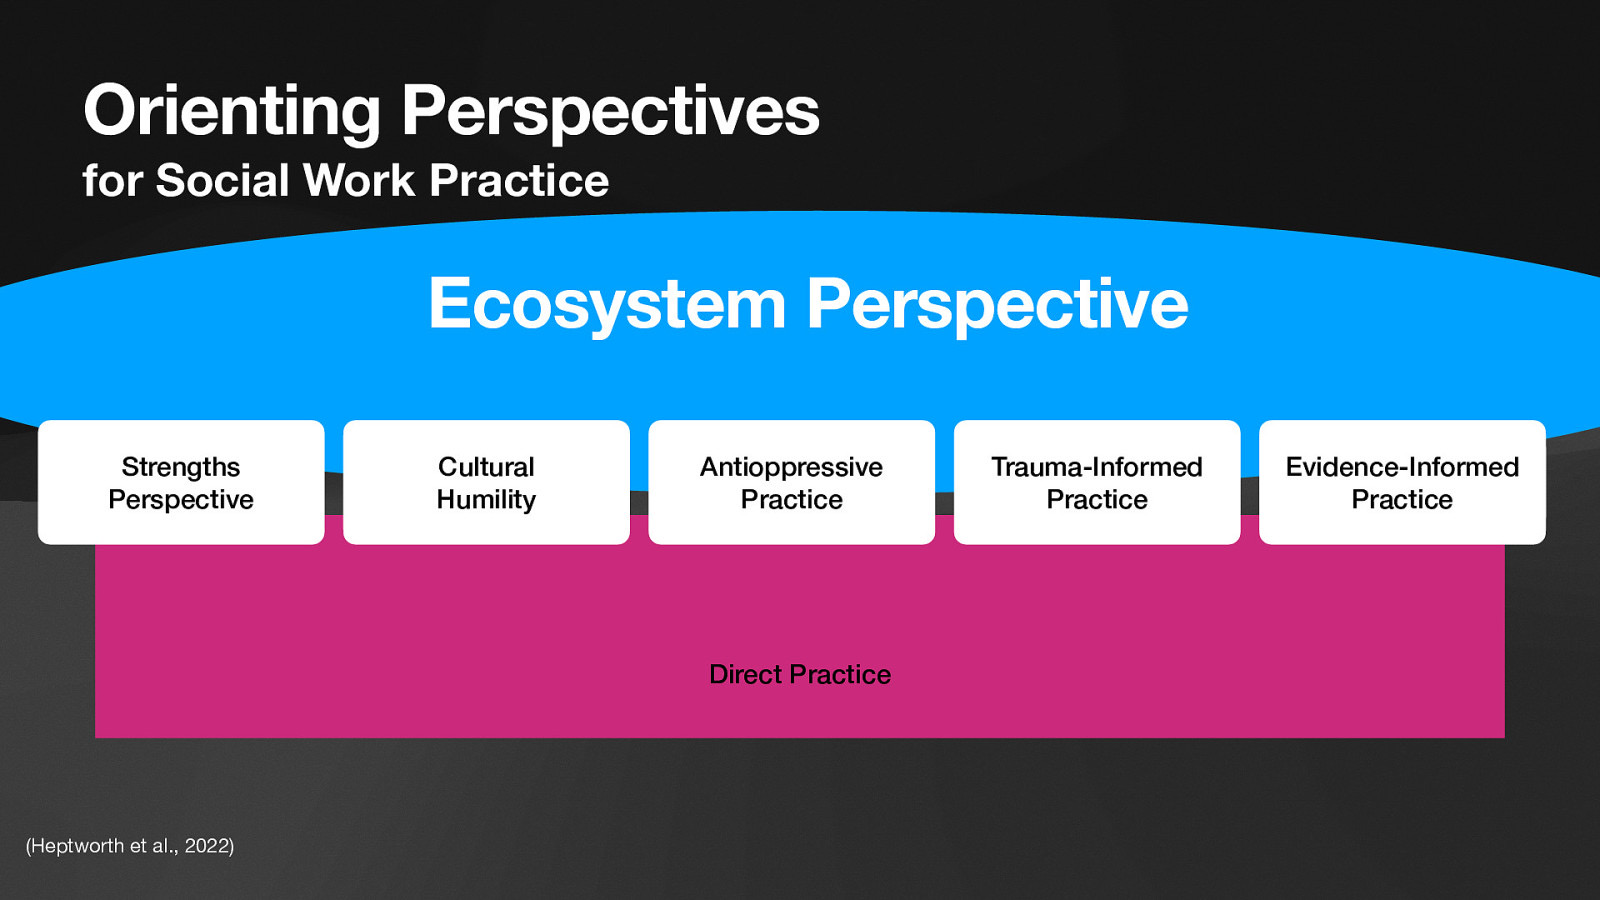 Orienting Perspectives
for Social Work Practice
Ecosystem Perspective
Strengths
Perspective
Cultural
Humility
Antioppressive
Practice
Trauma-Informed
Practice
Evidence-Informed
Practice
Direct Practice
(Heptworth et al., 2022)